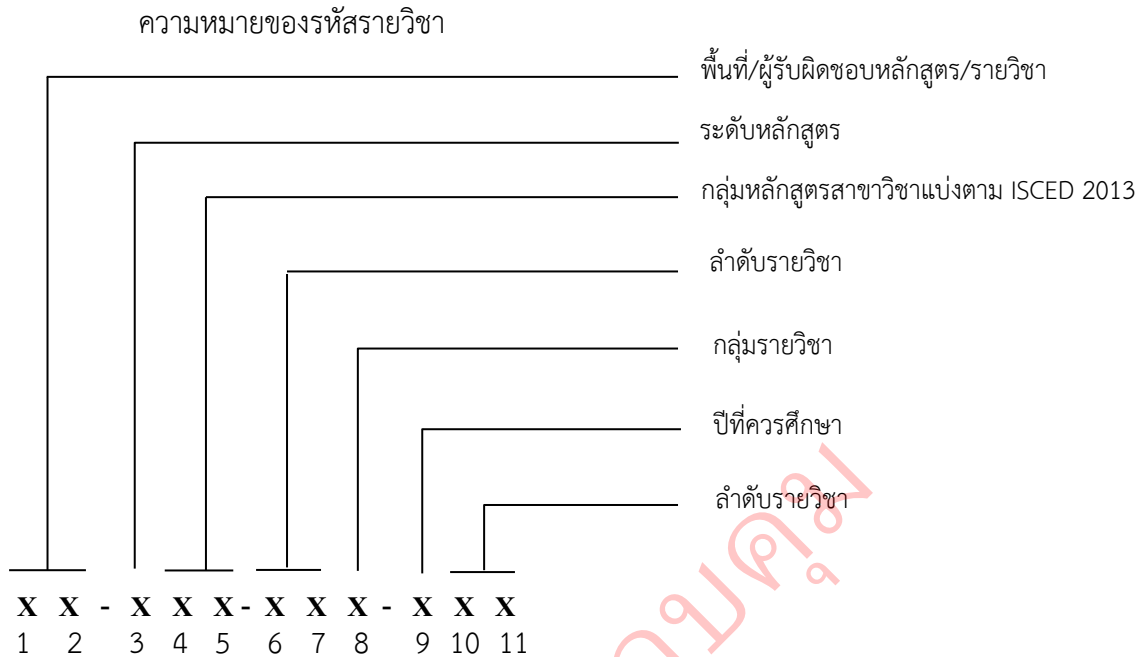 ความหมายของรหัสรายวิชา
พื้นที่/ผู้รับผิดชอบหลักสูตร/รายวิชา
ระดับหลักสูตร
กลุ่มหลักสูตรสาขาวิชาแบ่งตาม ISCED 2013
ลำดับรายวิชา
กลุ่มรายวิชา
ปีที่ควรศึกษา
ลำดับรายวิชา
X X - X X X - X X X - X X X
1 2 3 4 5 6 7 8 9 10 11